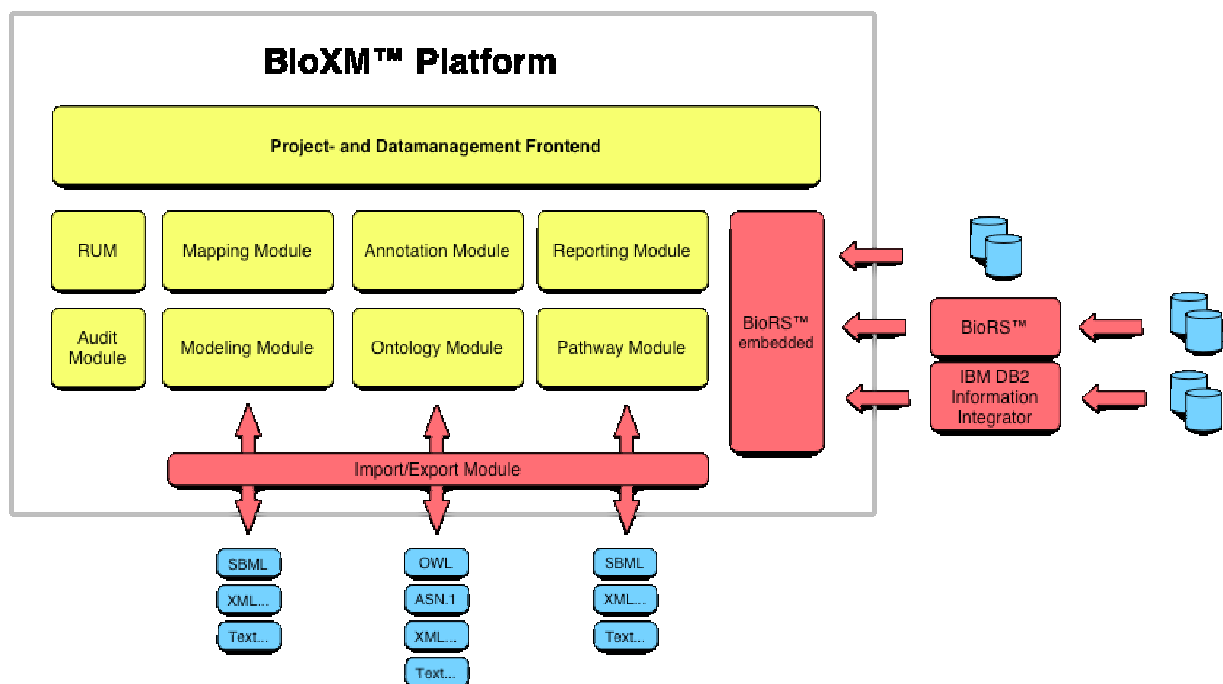 BioXM™ Platform
Project- and Datamanagement Frontend
RUM
Mapping Module
Annotation Module
Reporting Module
BioRS™
embedded
Audit
Module
Modeling Module
Ontology Module
Pathway Module
Import/Export Module
BioRS™
IBM DB2
Information
Integrator
SBML
XML...
Text...
OWL
ASN.1
XML...
Text...
SBML
XML...
Text...